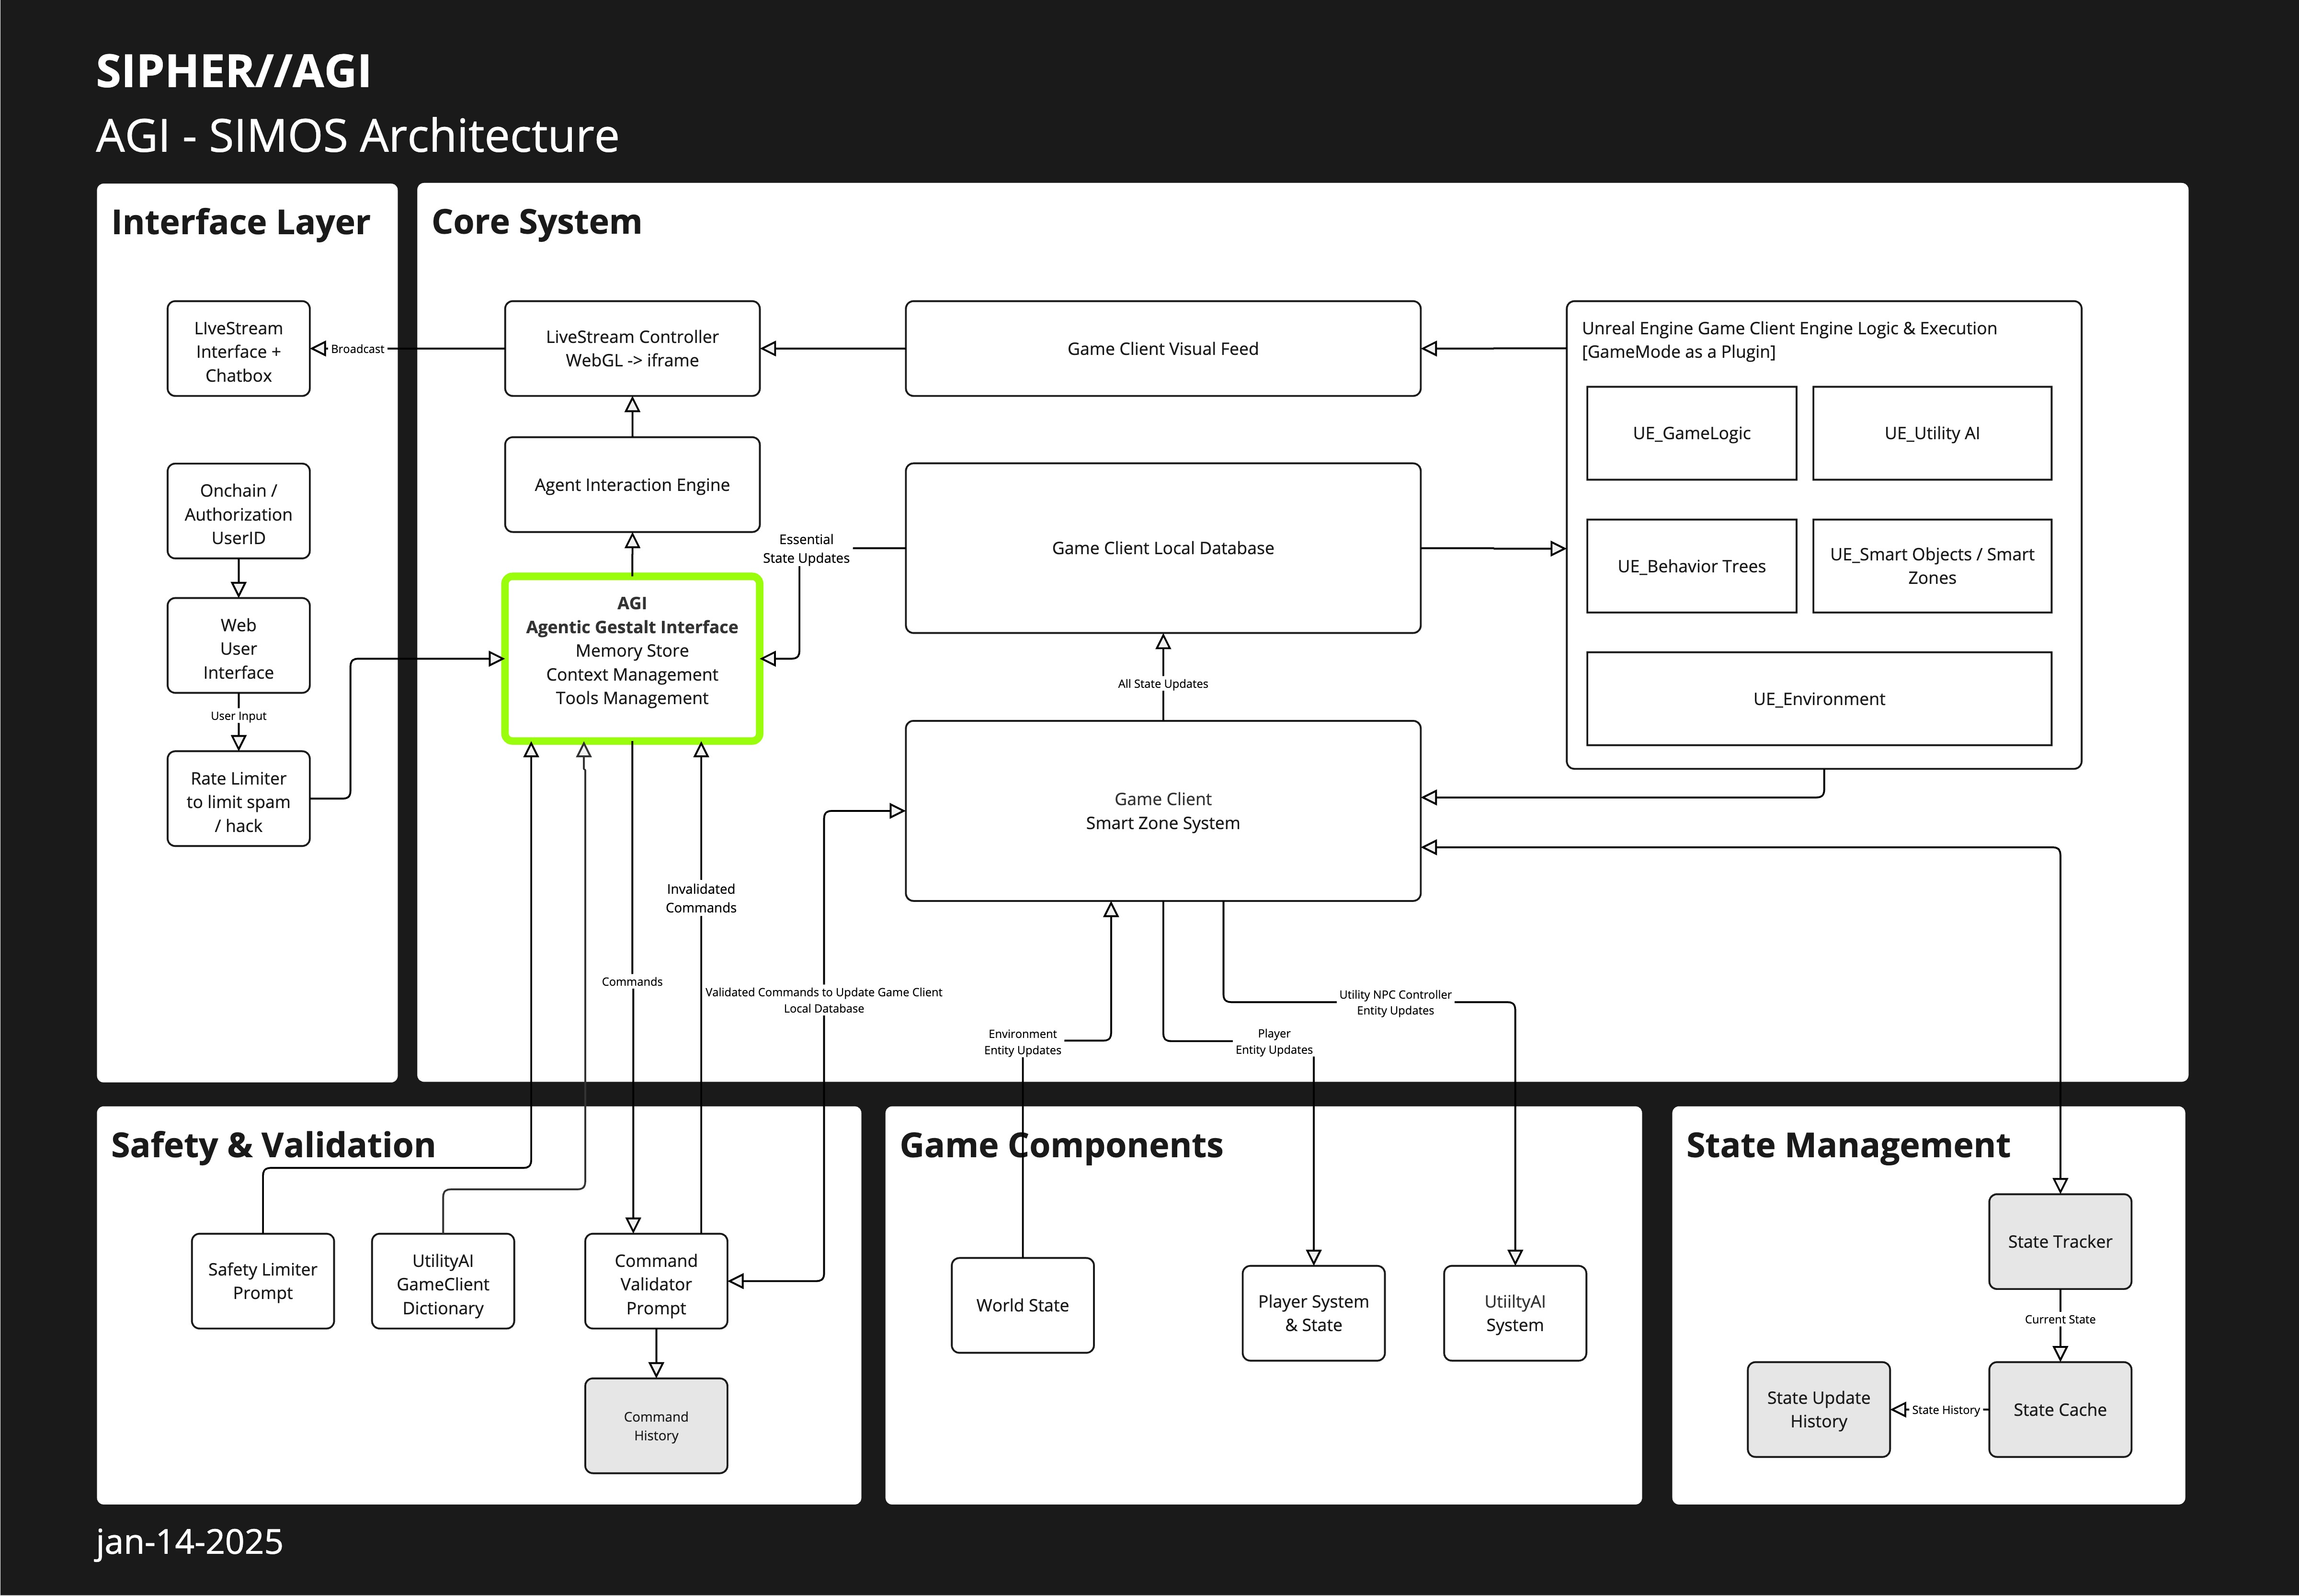 SIPHER//AGI
AGI - SIMOS Architecture
Interface Layer
LIveStream
Interface +
Chatbox
Onchain /
Authorization
UserID
Web
User
Interface
User Input
Rate Limiter
to limit spam
/ hack
Core System
Broadcast
LiveStream Controller
WebGL -> iframe
Game Client Visual Feed
Unreal Engine Game Client Engine Logic & Execution
[GameMode as a Plugin]
UE_GameLogic
UE_Utility AI
UE_Behavior Trees
UE_Smart Objects / Smart
Zones
UE_Environment
Agent Interaction Engine
Essential
State Updates
Game Client Local Database
AGI
Agentic Gestalt Interface
Memory Store
Context Management
Tools Management
All State Updates
Game Client
Smart Zone System
Invalidated
Commands
Commands
Validated Commands to Update Game Client
Local Database
Environment
Entity Updates
Player
Entity Updates
Utility NPC Controller
Entity Updates
Safety & Validation
Safety Limiter
Prompt
UtilityAI
GameClient
Dictionary
Command
Validator
Prompt
Command
History
Game Components
World State
Player System
& State
UtiiltyAI
System
State Management
State Tracker
Current State
State Update
History
State History
State Cache
jan-14-2025